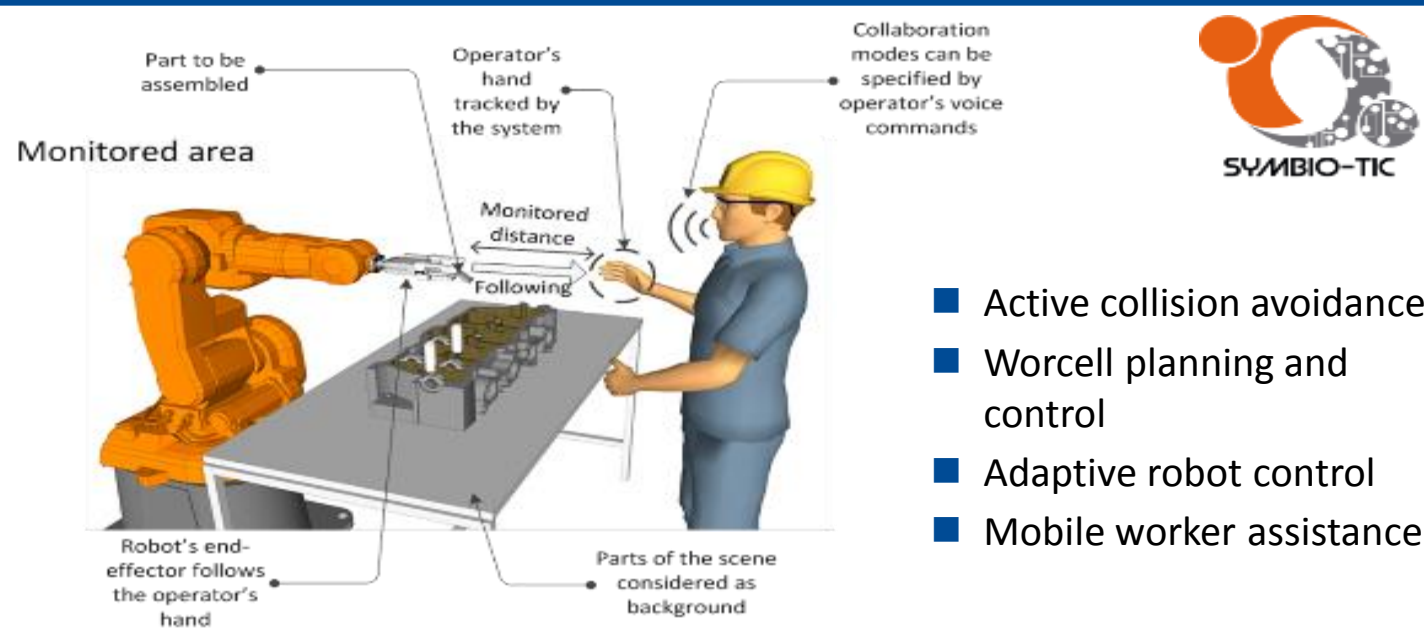 Part to be
assembled
Operator's
hand
tracked by
the system
Collaboration
modes can be
specified by
operator's voice
commands
SYMBIO-TIC
Monitored area
Monitored
distance
Following
Active collision avoidance
Worcell planning and
control
Adaptive robot control
Mobile worker assistance
Robot's end-
effector follows
the operator's
hand
Parts of the scene
considered as
background